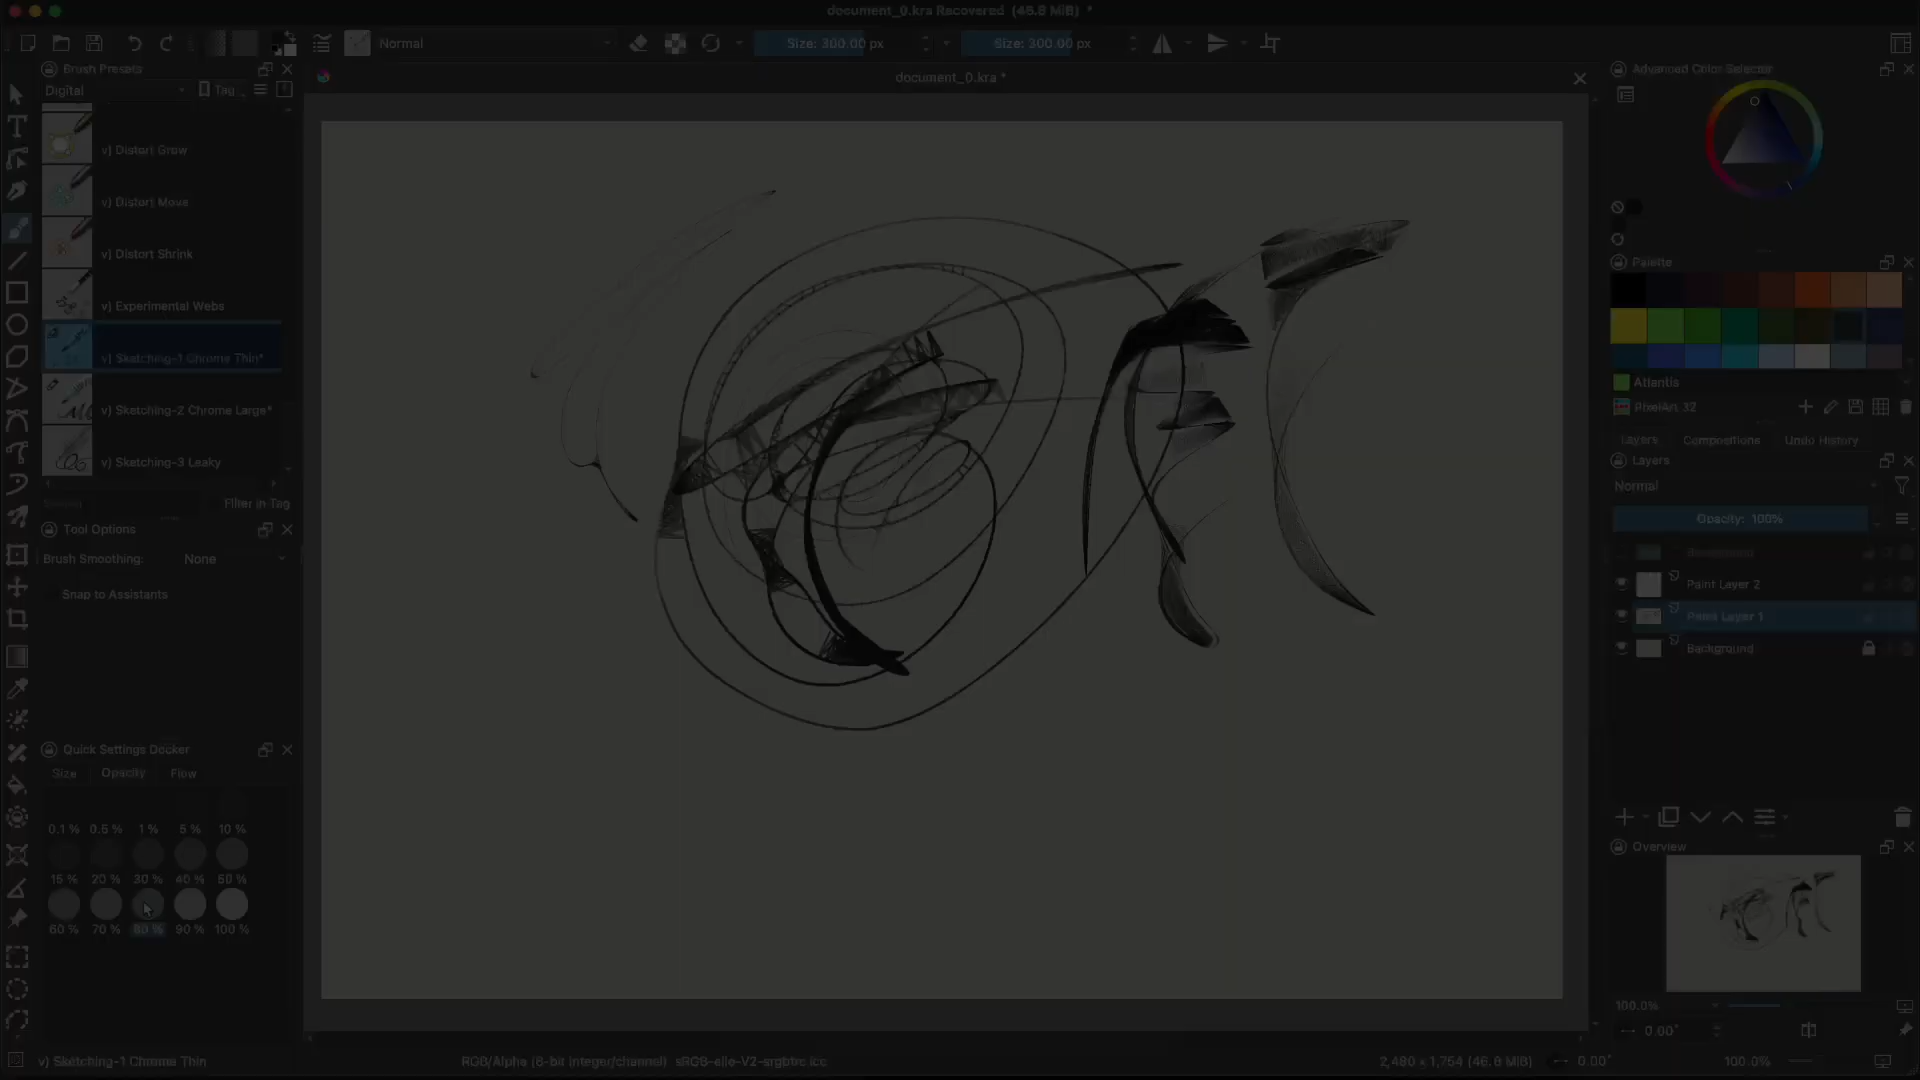 document_0.kra Recovered (46.8 MiB) *
Normal
Size: 300.00 px
Size: 300.00 px
Brush Presets
document_0.kra *
Advanced Color Selector
Digital
Tag
v) Distort Grow
v) Distort Move
v) Distort Shrink
v) Experimental Webs
v) Sketching-1 Chrome Thin*
v) Sketching-2 Chrome Large*
v) Sketching-3 Leaky
Filter in Tag
Tool Options
Brush Smoothing: None
Snap to Assistants
Quick Settings Docker
Size Opacity Flow
0.1 % 0.5 % 1 % 5 % 10 %
15 % 20 % 30 % 40 % 50 %
60 % 70 % 80 % 90 % 100 %
Palette
Atlantis
PixelArt 32
Layers Compositions Undo History
Layers
Normal
Opacity: 100%
Paint Layer 2
Paint Layer 1
Background
Overview
100.0%
0.00°
v) Sketching-1 Chrome Thin
RGB/Alpha (8-bit integer/channel) sRGB-elle-V2-srgbtrc.icc
2,480 x 1,754 (46.8 MiB)
0.00°
100.0%